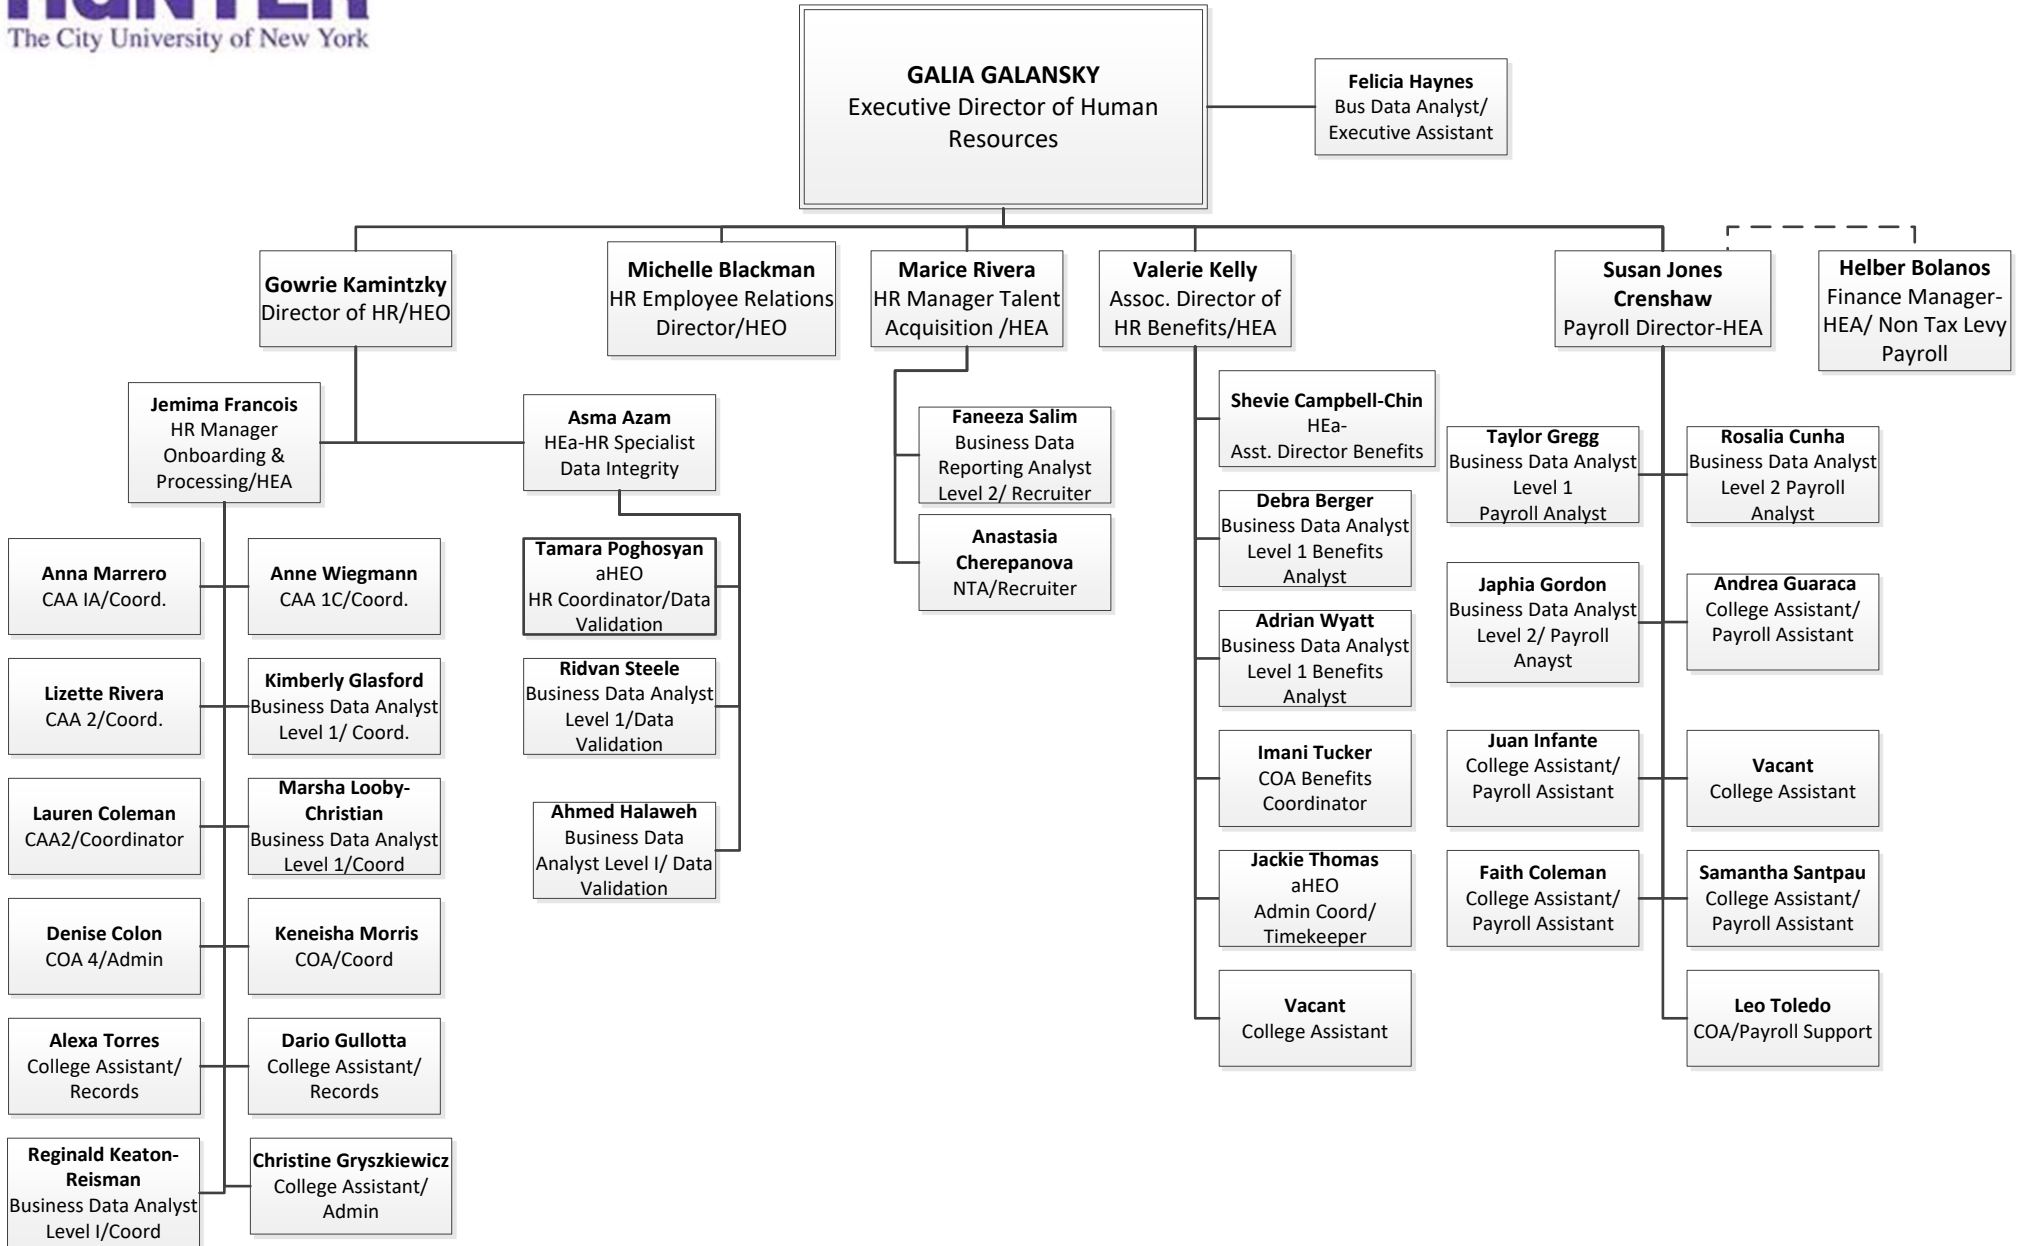 HUNTER
The City University of New York
GALIA GALANSKY
Executive Director of Human
Resources
Felicia Haynes
Bus Data Analyst/
Executive Assistant
Gowrie Kamintzky
Director of HR/HEO
Michelle Blackman
HR Employee Relations
Director/HEO
Marice Rivera
HR Manager Talent
Acquisition /HEA
Valerie Kelly
Assoc. Director of
HR Benefits/HEA
Susan Jones
Crenshaw
Payroll Director-HEA
Helber Bolanos
Finance Manager-
HEA/ Non Tax Levy
Payroll
Jemima Francois
HR Manager
Onboarding &
Processing/HEA
Asma Azam
HEa-HR Specialist
Data Integrity
Anna Marrero
CAA IA/Coord.
Anne Wiegmann
CAA 1C/Coord.
Lizette Rivera
CAA 2/Coord.
Kimberly Glasford
Business Data Analyst
Level 1/ Coord.
Lauren Coleman
CAA2/Coordinator
Marsha Looby-
Christian
Business Data Analyst
Level 1/Coord
Denise Colon
COA 4/Admin
Keneisha Morris
COA/Coord
Alexa Torres
College Assistant/
Records
Dario Gullotta
College Assistant/
Records
Reginald Keaton-
Reisman
Business Data Analyst
Level I/Coord
Christine Gryszkiewicz
College Assistant/
Admin
Tamara Poghosyan
aHEO
HR Coordinator/Data
Validation
Ridvan Steele
Business Data Analyst
Level 1/Data
Validation
Ahmed Halaweh
Business Data
Analyst Level I/ Data
Validation
Faneeza Salim
Business Data
Reporting Analyst
Level 2/ Recruiter
Anastasia
Cherepanova
NTA/Recruiter
Shevie Campbell-Chin
HEa-
Asst. Director Benefits
Debra Berger
Business Data Analyst
Level 1 Benefits
Analyst
Adrian Wyatt
Business Data Analyst
Level 1 Benefits
Analyst
Imani Tucker
COA Benefits
Coordinator
Jackie Thomas
aHEO
Admin Coord/
Timekeeper
Vacant
College Assistant
Taylor Gregg
Business Data Analyst
Level 1
Payroll Analyst
Rosalia Cunha
Business Data Analyst
Level 2 Payroll
Analyst
Japhia Gordon
Business Data Analyst
Level 2/ Payroll
Anayst
Andrea Guaraca
College Assistant/
Payroll Assistant
Juan Infante
College Assistant/
Payroll Assistant
Vacant
College Assistant
Faith Coleman
College Assistant/
Payroll Assistant
Samantha Santpau
College Assistant/
Payroll Assistant
Leo Toledo
COA/Payroll Support